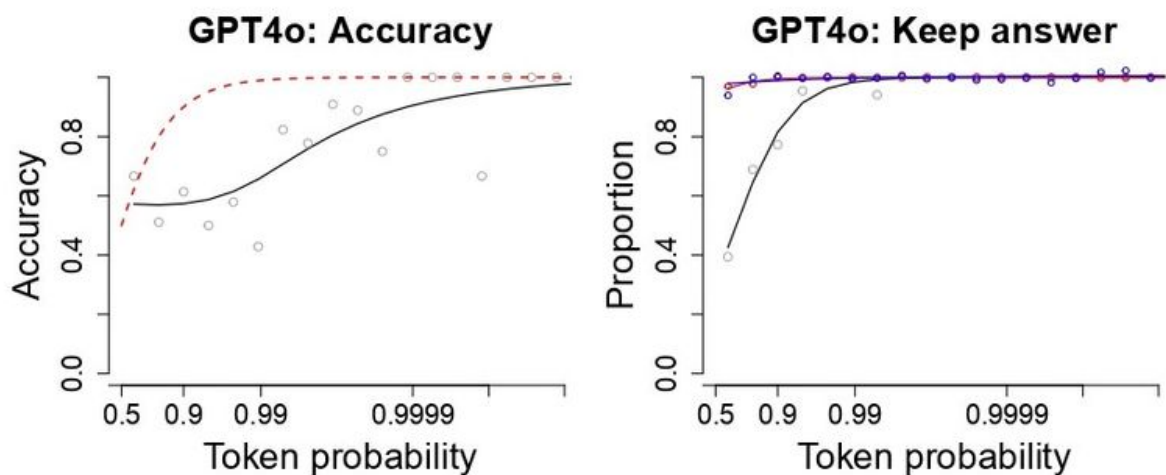 GPT4o: Accuracy
Accuracy
0.0 0.4 0.8
0.5 0.9 0.99 0.9999
Token probability
GPT4o: Keep answer
Proportion
0.0 0.4 0.8
0.5 0.9 0.99 0.9999
Token probability